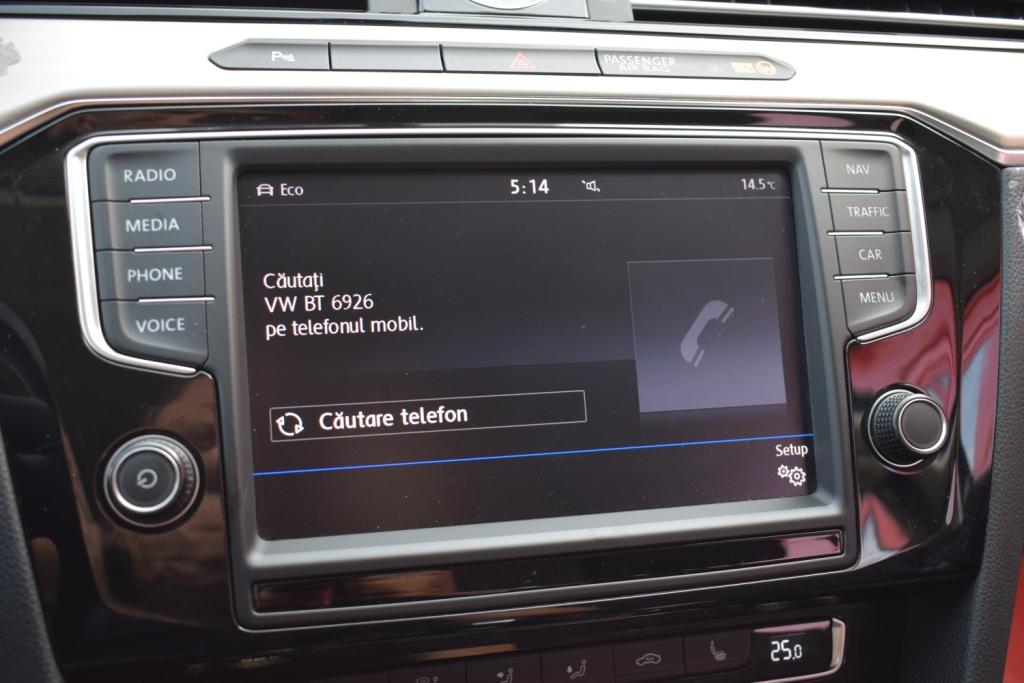 P
PASSENGER
AIR BAG
RADIO
MEDIA
PHONE
VOICE
Eco
5:14
14.5°C
Căutaţi
VW BT 6926
pe telefonul mobil.
Căutare telefon
Setup
NAV
TRAFFIC
CAR
MENU
25.0